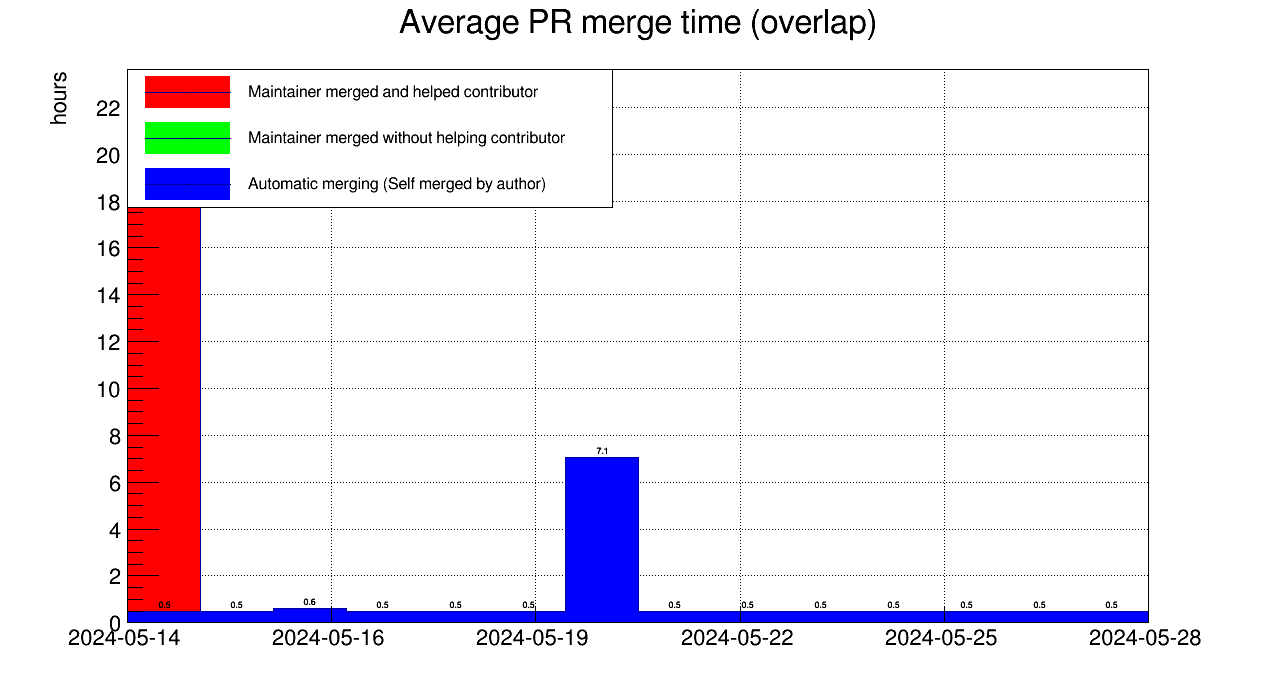 Average PR merge time (overlap)
hours
Maintainer merged and helped contributor
Maintainer merged without helping contributor
Automatic merging (Self merged by author)
22
20
18
16
14
12
10
8
6
4
2
0
7.1
0.5 0.5 0.6 0.5 0.5 0.5 0.5 0.5 0.5 0.5 0.5 0.5 0.5
2024-05-14 2024-05-16 2024-05-19 2024-05-22 2024-05-25 2024-05-28